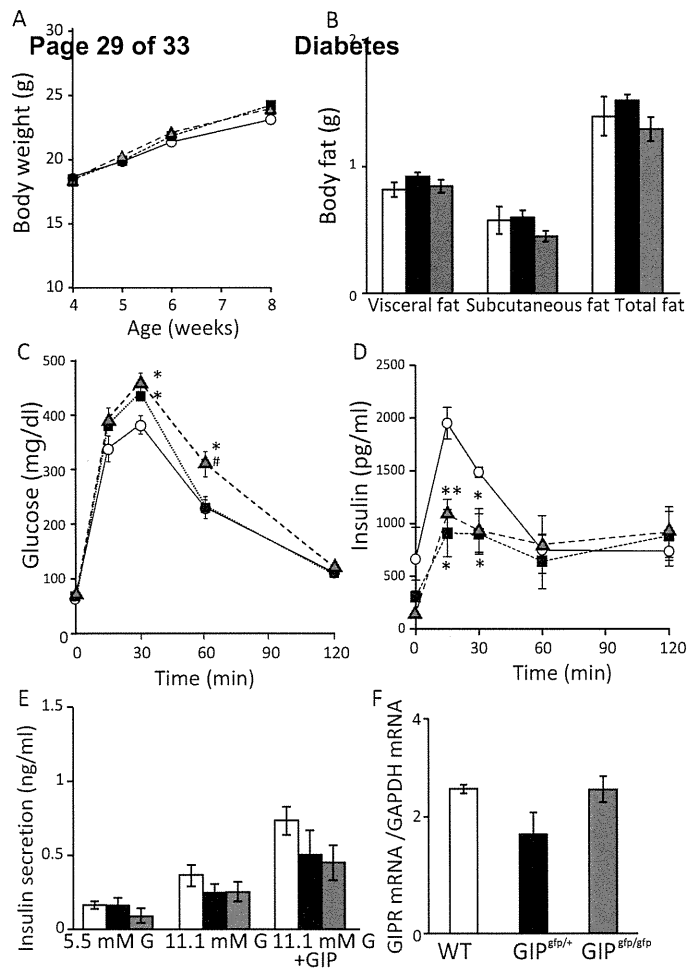 A
B
Page 29 of 33
Diabetes
Body weight (g)
30
25
20
15
10
4
5
6
7
8
Age (weeks)
Body fat (g)
2
1
0
Visceral fat Subcutaneous fat Total fat
C
D
Glucose (mg/dl)
500
400
300
200
100
0
* 
*
*
#
0
30
60
90
120
Time (min)
Insulin (pg/ml)
2500
2000
1500
1000
500
0
**
*
*
*
0
30
60
90
120
Time (min)
E
F
Insulin secretion (ng/ml)
1.5
1
0.5
0
5.5 mM G 11.1 mM G 11.1 mM G
+GIP
GIPR mRNA /GAPDH mRNA
4
2
0
WT GIPgfp/+ GIPgfp/gfp